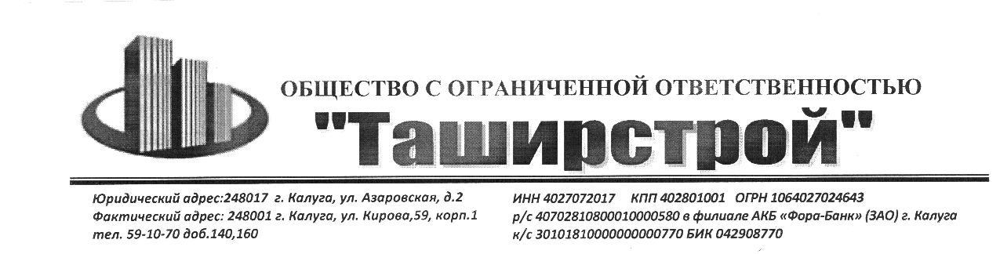 ОБЩЕСТВО С ОГРАНИЧЕННОЙ ОТВЕТСТВЕННОСТЬЮ
"Таширстрой"
Юридический адрес:248017 г. Калуга, ул. Азаровская, д.2
Фактический адрес: 248001 г. Калуга, ул. Кирова,59, корп.1
тел. 59-10-70 доб.140,160
ИНН 4027072017 КПП 402801001 ОГРН 1064027024643
р/с 40702810800010000580 в филиале АКБ «Фора-Банк» (ЗАО) г. Калуга
к/с 30101810000000000770 БИК 042908770